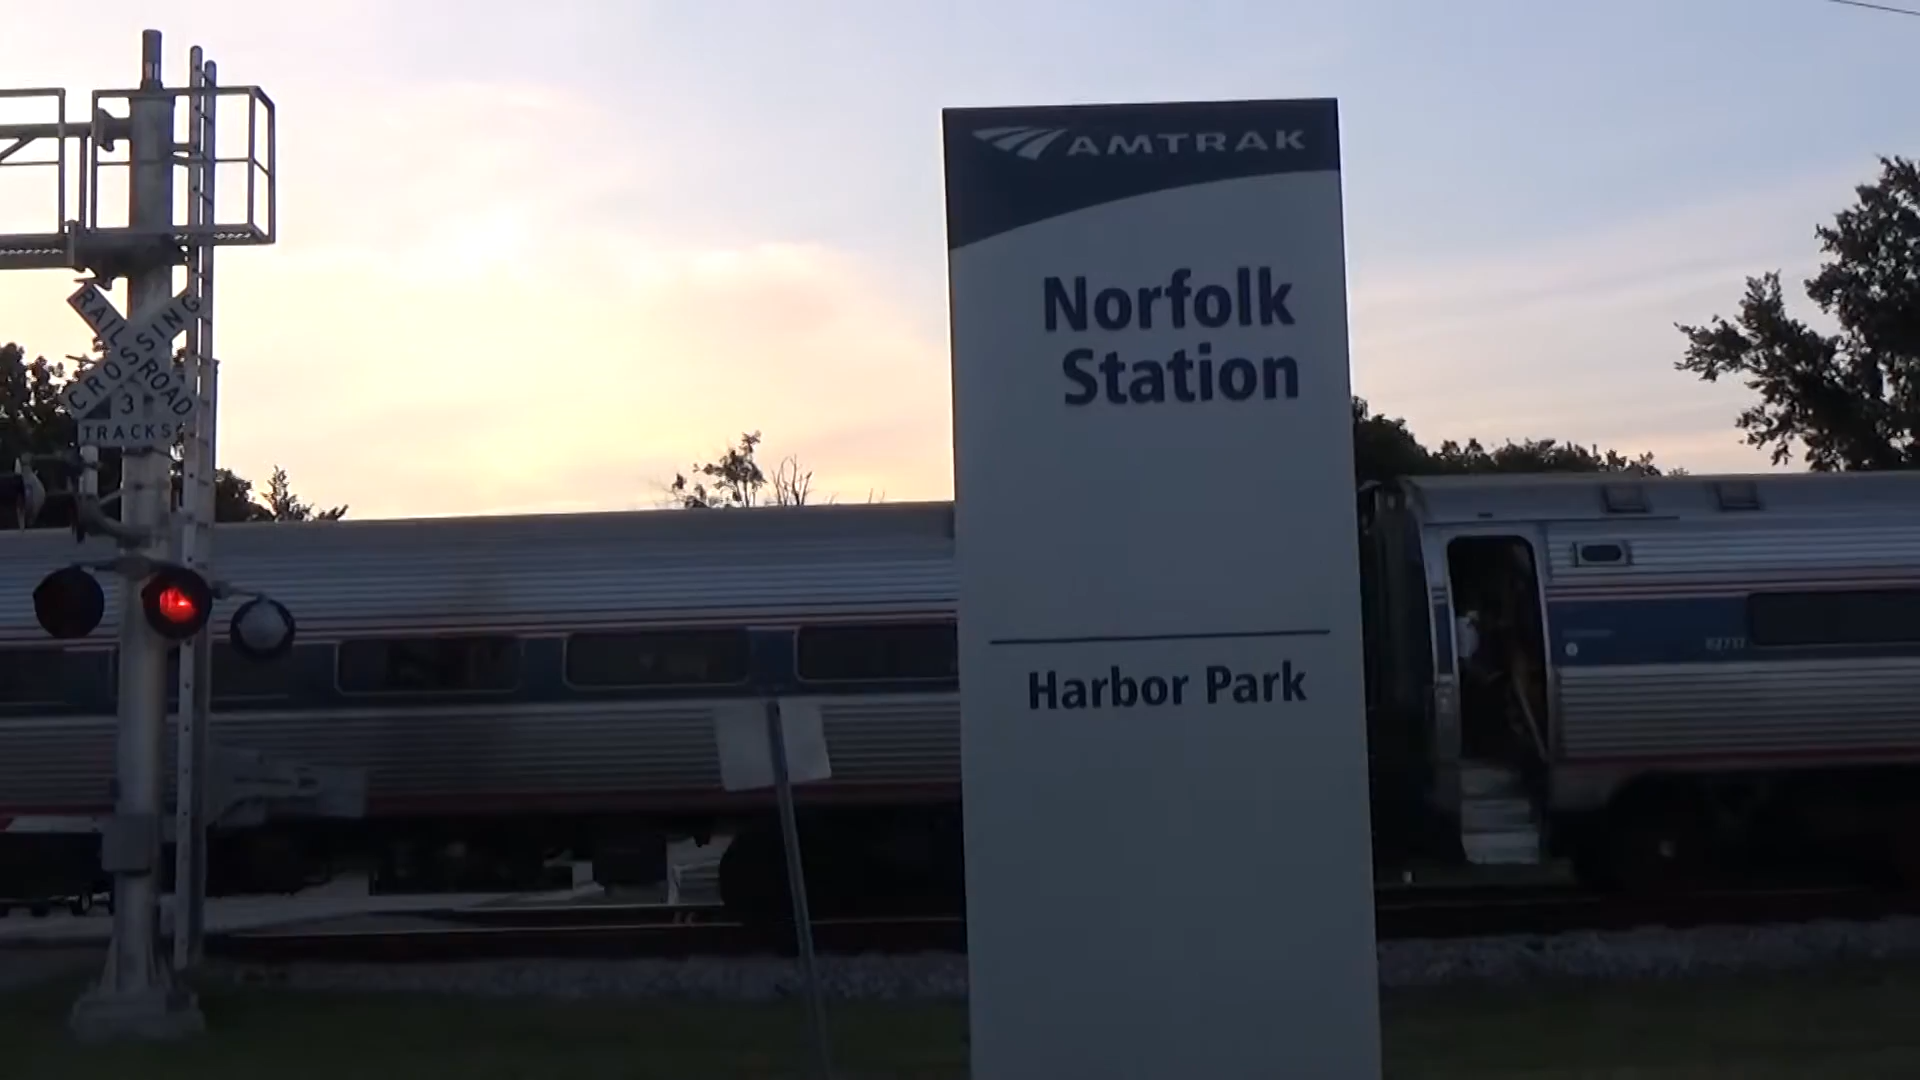 AMTRAK
Norfolk
Station
Harbor Park
RAILROAD
CROSSING
3
TRACKS